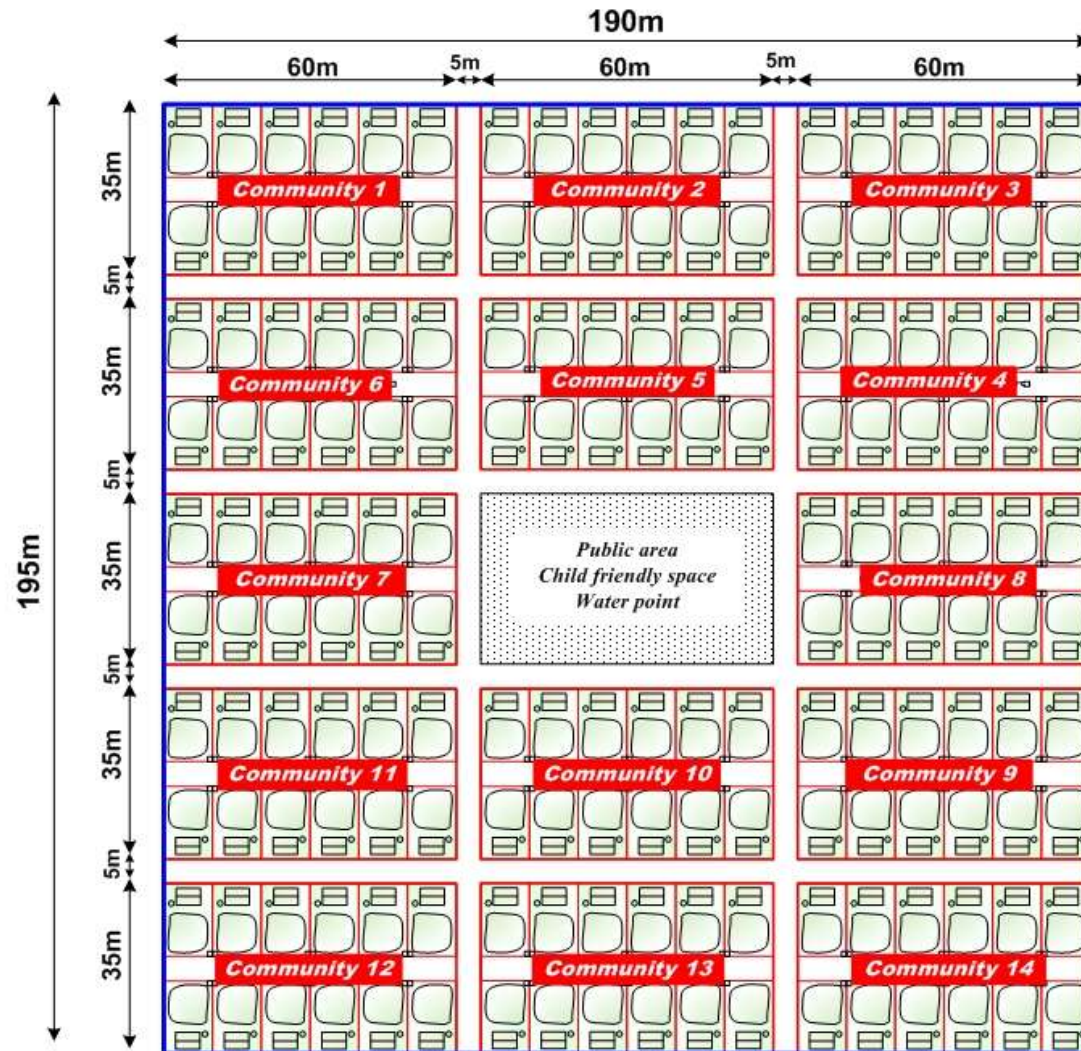 190m
60m
5m
60m
5m
60m
195m
35m
Community 1
Community 2
Community 3
5m
35m
Community 6
Community 5
Community 4
5m
35m
Community 7
Public area
Child friendly space
Water point
Community 8
5m
35m
Community 11
Community 10
Community 9
5m
35m
Community 12
Community 13
Community 14